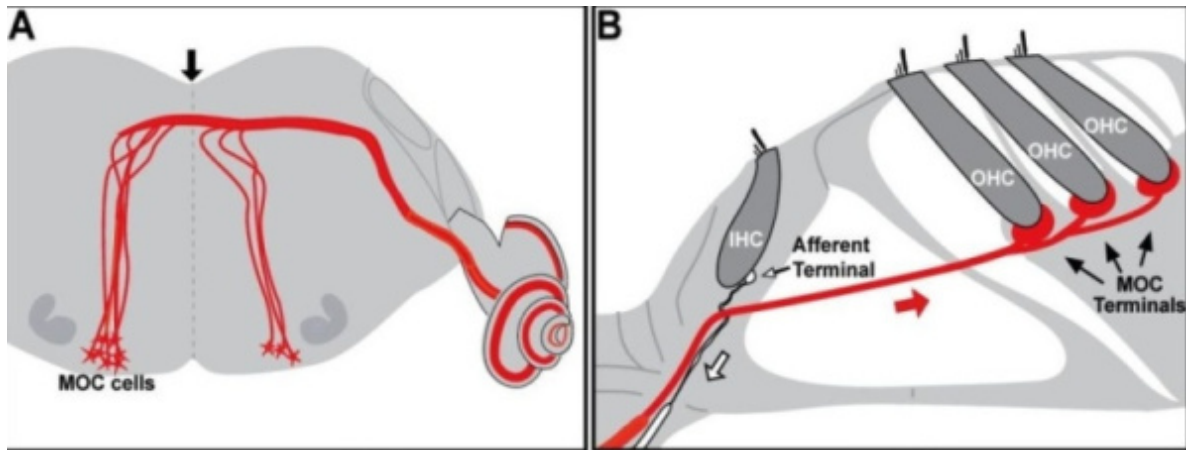 A
MOC cells
B
OHC
OHC
OHC
IHC
Afferent
Terminal
MOC
Terminals